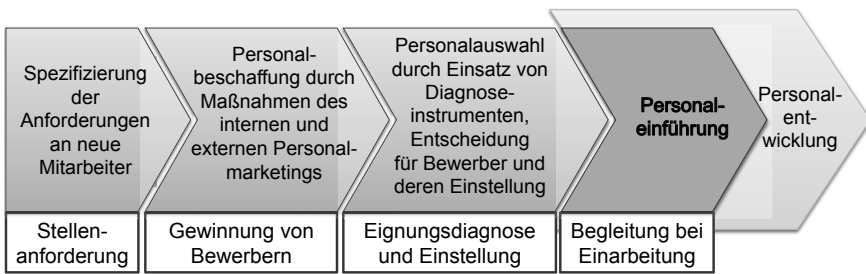 Spezifizierung
der
Anforderungen
an neue
Mitarbeiter
Personal-
beschaffung durch
Maßnahmen des
internen und
externen Personal-
marketings
Personalauswahl
durch Einsatz von
Diagnose-
instrumenten,
Entscheidung
für Bewerber und
deren Einstellung
Personal-
einführung
Personal-
ent-
wicklung
Stellen-
anforderung
Gewinnung von
Bewerbern
Eignungsdiagnose
und Einstellung
Begleitung bei
Einarbeitung